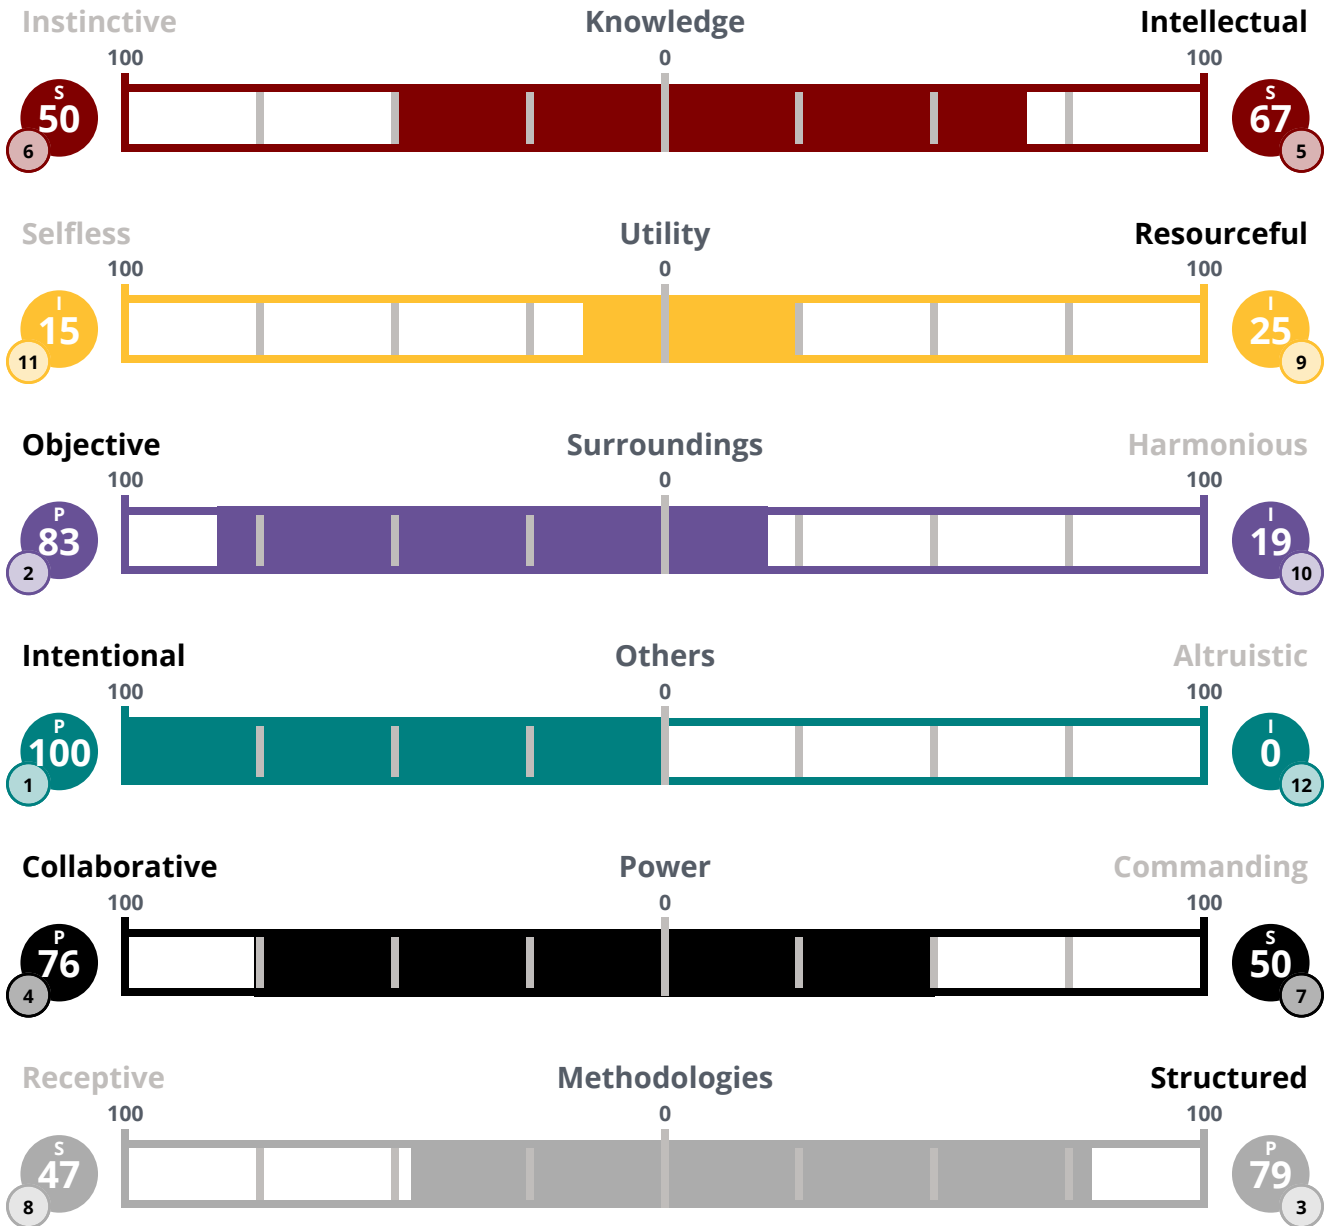 Instinctive Knowledge Intellectual
100 0 100
S 50 6 S 67 5
Selfless Utility Resourceful
100 0 100
I 15 11 I 25 9
Objective Surroundings Harmonious
100 0 100
P 83 2 I 19 10
Intentional Others Altruistic
100 0 100
P 100 1 I 0 12
Collaborative Power Commanding
100 0 100
P 76 4 S 50 7
Receptive Methodologies Structured
100 0 100
S 47 8 P 79 3